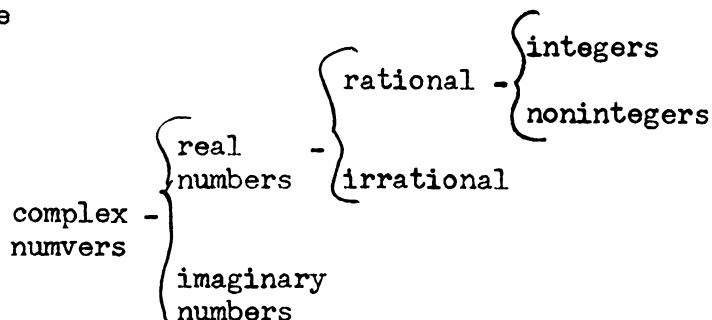 e
integers
rational -
nonintegers
real -
numbers
irrational
complex -
numvers
imaginary
numbers